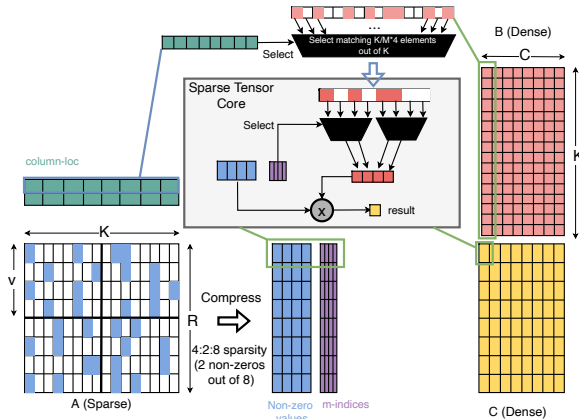 ...
Select matching K/M*4 elements
out of K
Select
B (Dense)
C
K
Sparse Tensor
Core
Select
column-loc
x
result
K
v
R
Compress
4:2:8 sparsity
(2 non-zeros
out of 8)
A (Sparse)
Non-zero
values
m-indices
C (Dense)